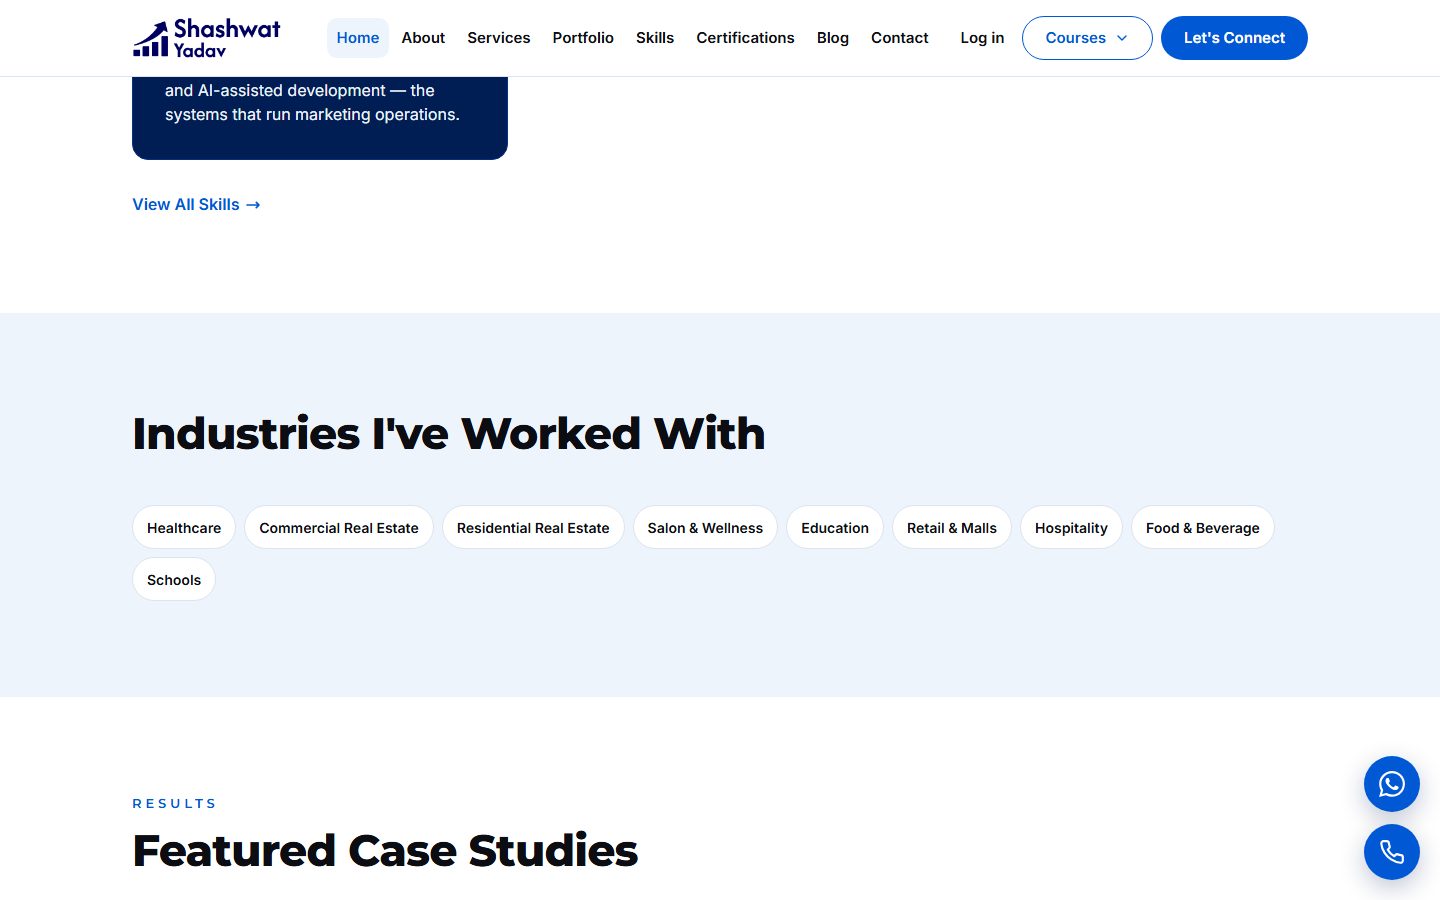 Shashwat
Yadav
Home
About
Services
Portfolio
Skills
Certifications
Blog
Contact
Log in
Courses
Let's Connect
and AI-assisted development — the
systems that run marketing operations.
View All Skills →
Industries I've Worked With
Healthcare
Commercial Real Estate
Residential Real Estate
Salon & Wellness
Education
Retail & Malls
Hospitality
Food & Beverage
Schools
RESULTS
Featured Case Studies